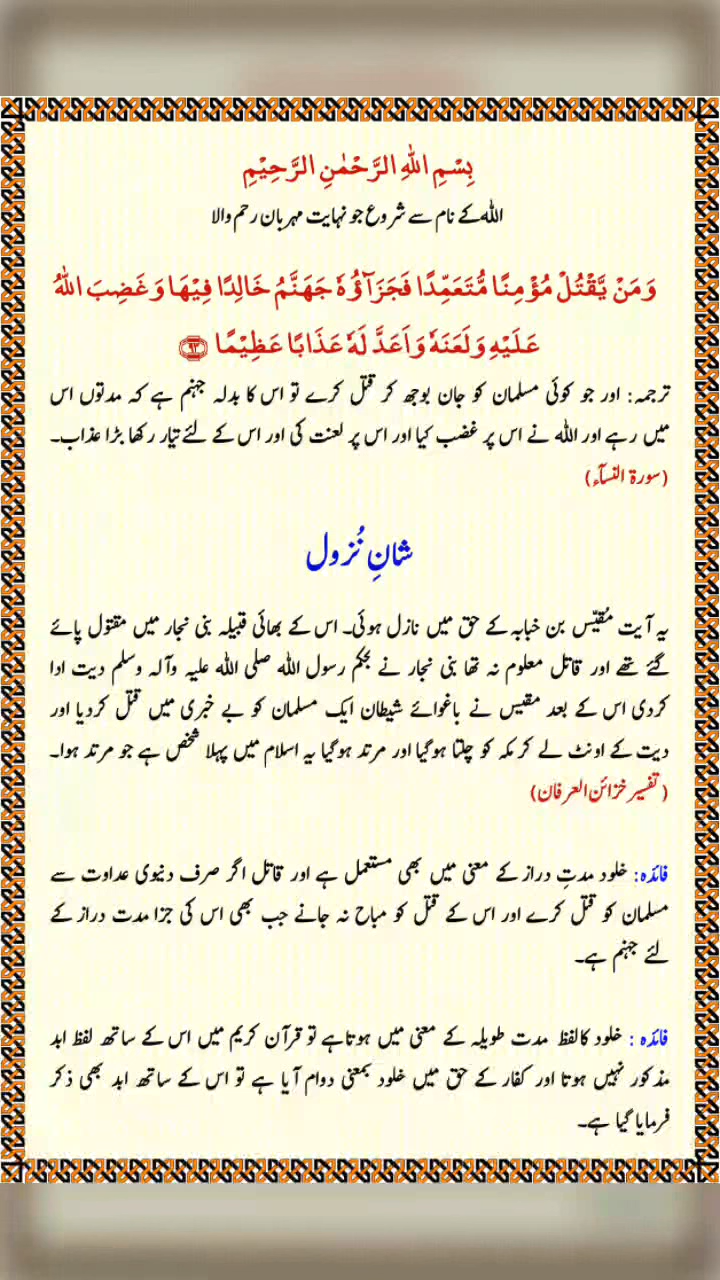 بِسْمِ اللهِ الرَّحْمٰنِ الرَّحِیْمِ
اللہ کے نام سے شروع جو نہایت مہربان رحم والا
وَمَنْ یَّقْتُلْ مُؤْمِنًا مُّتَعَمِّدًا فَجَزَآؤُہٗ جَهَنَّمُ خَالِدًا فِیْهَا وَغَضِبَ اللهُ
عَلَیْهِ وَلَعَنَهٗ وَاَعَدَّ لَهٗ عَذَابًا عَظِیْمًا ﴿۹۳﴾
ترجمہ: اور جو کوئی مسلمان کو جان بوجھ کر قتل کرے تو اس کا بدلہ جہنم ہے کہ مدتوں اس
میں رہے اور اللہ نے اس پر غضب کیا اور اس پر لعنت کی اور اس کے لئے تیار رکھا بڑا عذاب۔
(سورۃ النسآء)
شانِ نُزول
یہ آیت مُقیّس بن خبابہ کے حق میں نازل ہوئی۔ اس کے بھائی قبیلہ بنی نجار میں مقتول پائے
گئے تھے اور قاتل معلوم نہ تھا بنی نجار نے بحکم رسول اللہ صلی اللہ علیہ وآلہ وسلم دیت ادا
کردی اس کے بعد مقیس نے باغوائے شیطان ایک مسلمان کو بے خبری میں قتل کردیا اور
دیت کے اونٹ لے کر مکہ کو چلتا ہوگیا اور مرتد ہوگیا یہ اسلام میں پہلا شخص ہے جو مرتد ہوا۔
(تفسیر خزائن العرفان)
فائدہ: خلود مدتِ دراز کے معنی میں بھی مستعمل ہے اور قاتل اگر صرف دنیوی عداوت سے
مسلمان کو قتل کرے اور اس کے قتل کو مباح نہ جانے جب بھی اس کی جزا مدت دراز کے
لئے جہنم ہے۔
فائدہ : خلود کا لفظ مدت طویلہ کے معنی میں ہوتا ہے تو قرآن کریم میں اس کے ساتھ لفظ ابد
مذکور نہیں ہوتا اور کفار کے حق میں خلود بمعنی دوام آیا ہے تو اس کے ساتھ ابد بھی ذکر
فرمایا گیا ہے۔